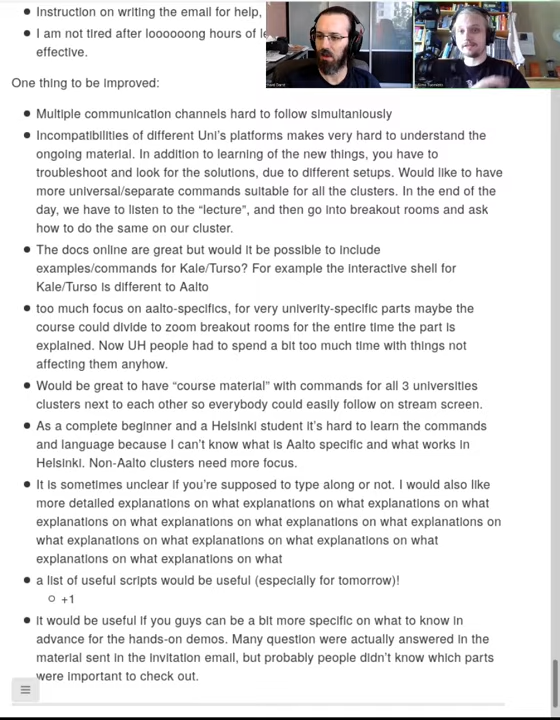 Instruction on writing the email for help,
I am not tired after loooooong hours of le
effective.
One thing to be improved:
Multiple communication channels hard to follow simultaniously
Incompatibilities of different Uni's platforms makes very hard to understand the
ongoing material. In addition to learning of the new things, you have to
troubleshoot and look for the solutions, due to different setups. Would like to have
more universal/separate commands suitable for all the clusters. In the end of the
day, we have to listen to the "lecture", and then go into breakout rooms and ask
how to do the same on our cluster.
The docs online are great but would it be possible to include
examples/commands for Kale/Turso? For example the interactive shell for
Kale/Turso is different to Aalto
too much focus on aalto-specifics, for very univerity-specific parts maybe the
course could divide to zoom breakout rooms for the entire time the part is
explained. Now UH people had to spend a bit too much time with things not
affecting them anyhow.
Would be great to have "course material" with commands for all 3 universities
clusters next to each other so everybody could easily follow on stream screen.
As a complete beginner and a Helsinki student it's hard to learn the commands
and language because I can't know what is Aalto specific and what works in
Helsinki. Non-Aalto clusters need more focus.
It is sometimes unclear if you're supposed to type along or not. I would also like
more detailed explanations on what explanations on what explanations on what
explanations on what explanations on what explanations on what explanations on
what explanations on what explanations on what explanations on what
explanations on what explanations on what
a list of useful scripts would be useful (especially for tomorrow)!
+1
it would be useful if you guys can be a bit more specific on what to know in
advance for the hands-on demos. Many question were actually answered in the
material sent in the invitation email, but probably people didn't know which parts
were important to check out.